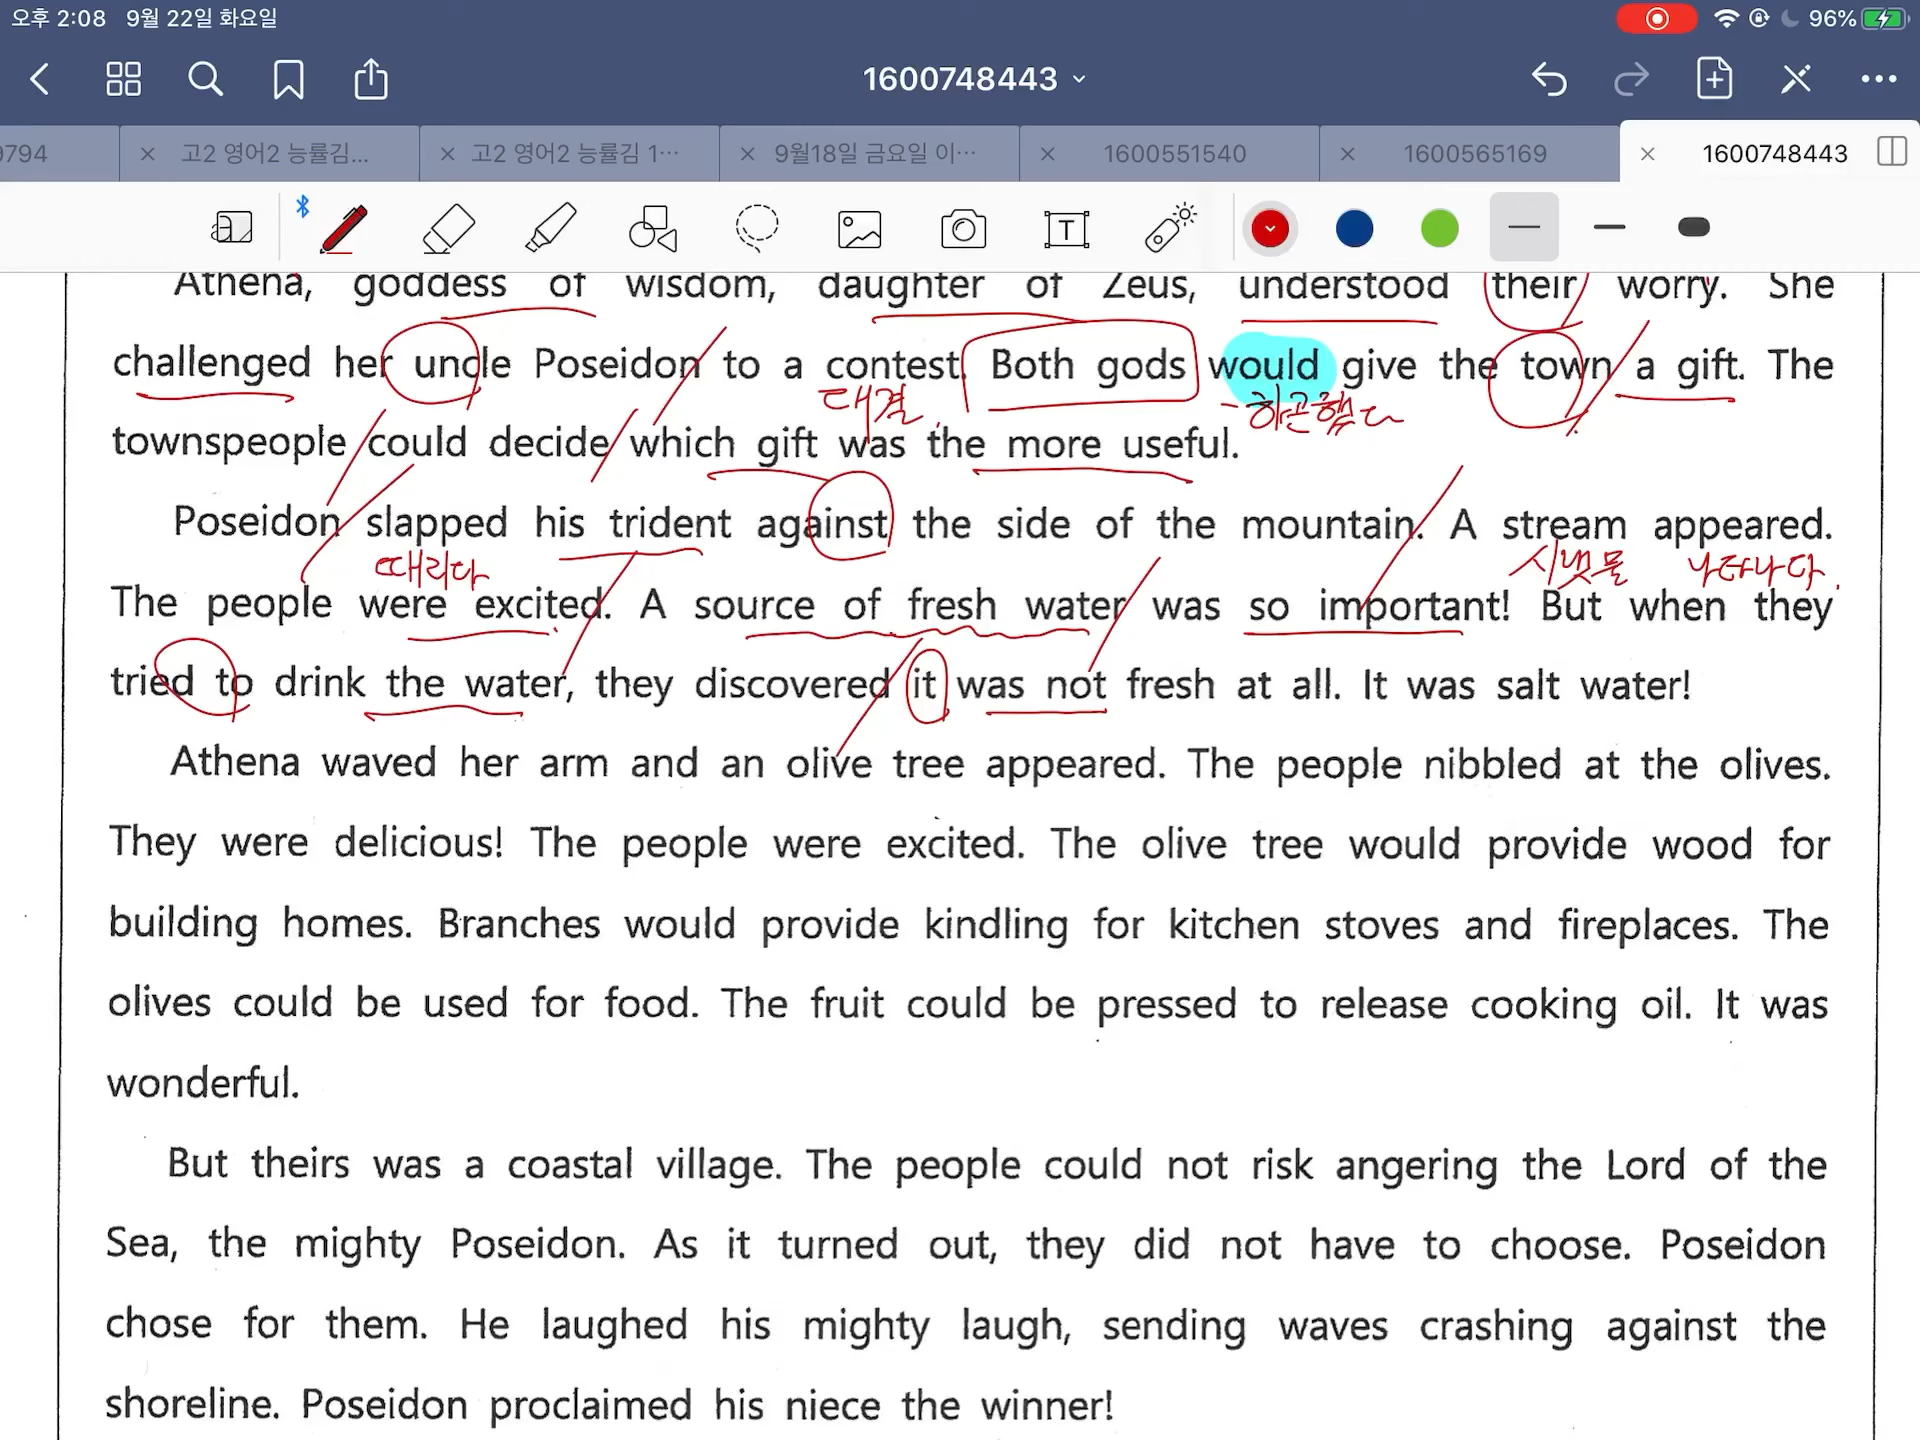 오후 2:08 9월 22일 화요일 96%
1600748443
9794 고2 영어2 능률김... 고2 영어2 능률김 1... 9월18일 금요일 이... 1600551540 1600565169 1600748443
T
Athena, goddess of wisdom, daughter of Zeus, understood their worry. She
challenged her uncle Poseidon to a contest. Both gods would give the town a gift. The
대결 -하곤했다
townspeople could decide which gift was the more useful.
Poseidon slapped his trident against the side of the mountain. A stream appeared.
때리다 시냇물 나타나다.
The people were excited. A source of fresh water was so important! But when they
tried to drink the water, they discovered it was not fresh at all. It was salt water!
Athena waved her arm and an olive tree appeared. The people nibbled at the olives.
They were delicious! The people were excited. The olive tree would provide wood for
building homes. Branches would provide kindling for kitchen stoves and fireplaces. The
olives could be used for food. The fruit could be pressed to release cooking oil. It was
wonderful.
But theirs was a coastal village. The people could not risk angering the Lord of the
Sea, the mighty Poseidon. As it turned out, they did not have to choose. Poseidon
chose for them. He laughed his mighty laugh, sending waves crashing against the
shoreline. Poseidon proclaimed his niece the winner!